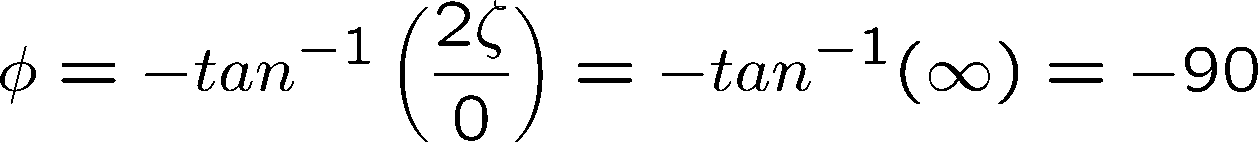 ϕ = −tan⁻¹(2ζ/0) = −tan⁻¹(∞) = −90